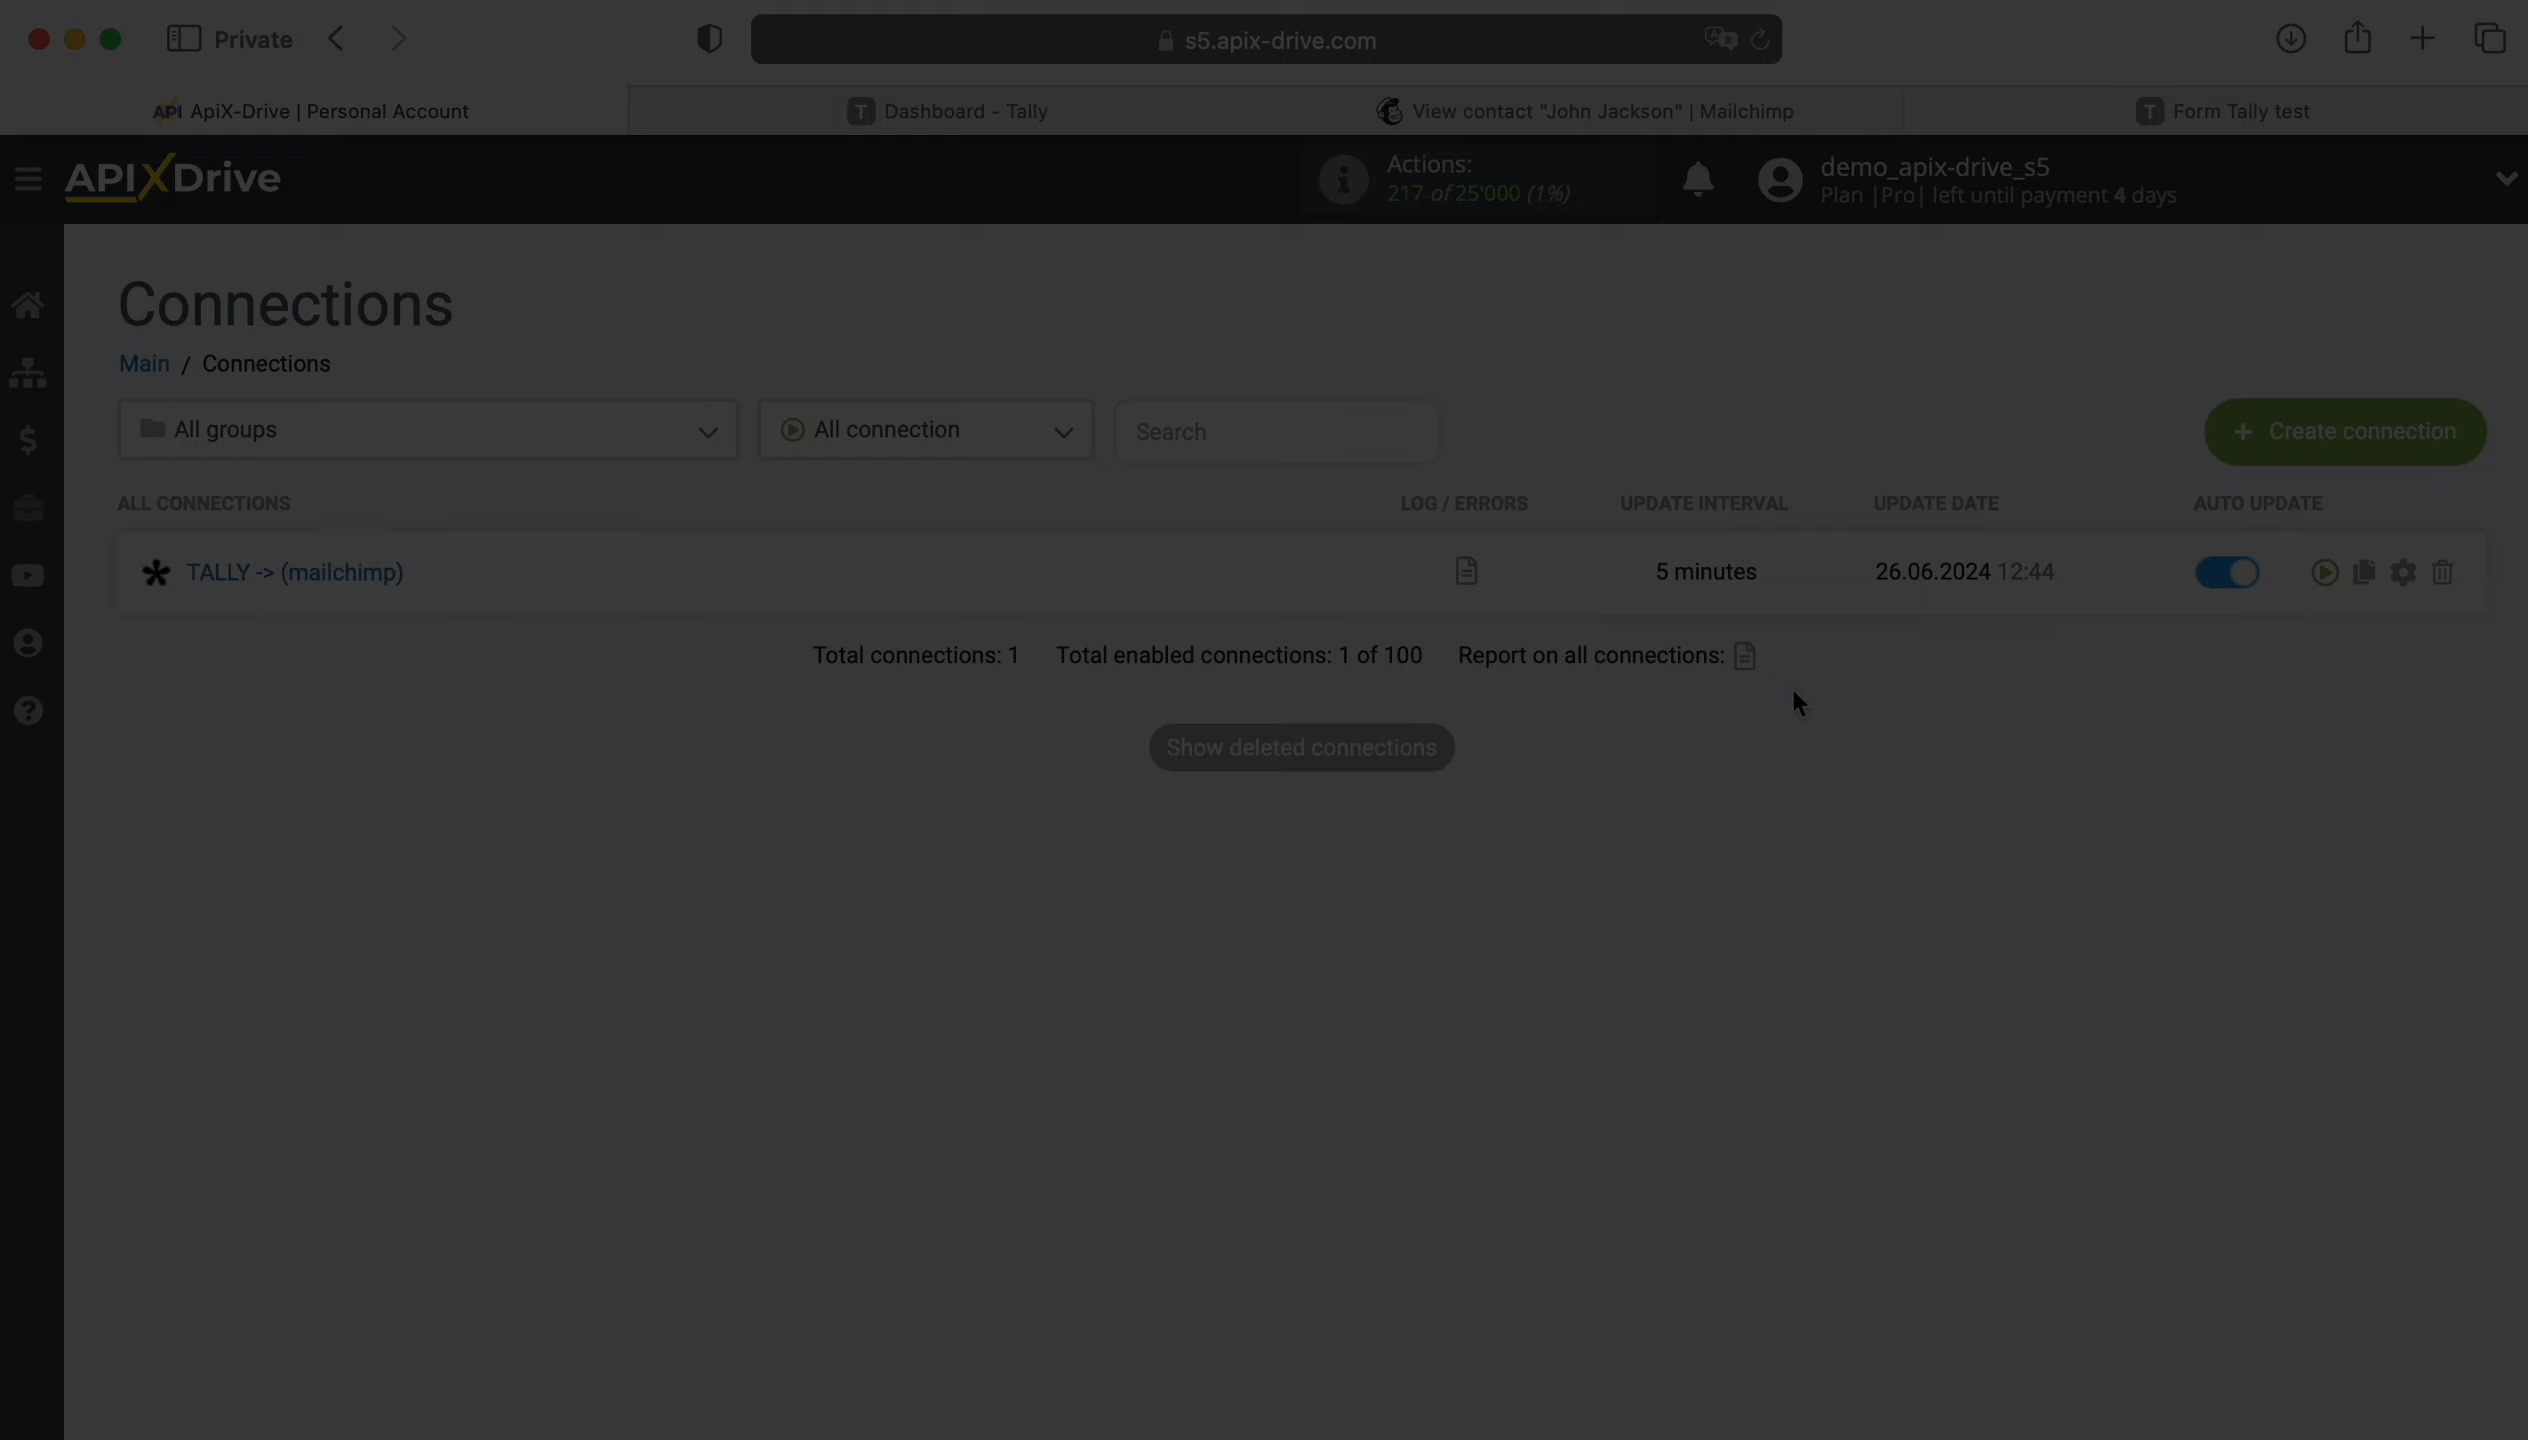 Private
s5.apix-drive.com
API ApiX-Drive | Personal Account
T Dashboard - Tally
View contact "John Jackson" | Mailchimp
T Form Tally test
APIXDrive
Actions:
217 of 25'000 (1%)
demo_apix-drive_s5
Plan |Pro| left until payment 4 days
Connections
Main / Connections
All groups
All connection
Search
+ Create connection
ALL CONNECTIONS
LOG / ERRORS
UPDATE INTERVAL
UPDATE DATE
AUTO UPDATE
TALLY -> (mailchimp)
5 minutes
26.06.2024 12:44
Total connections: 1
Total enabled connections: 1 of 100
Report on all connections:
Show deleted connections